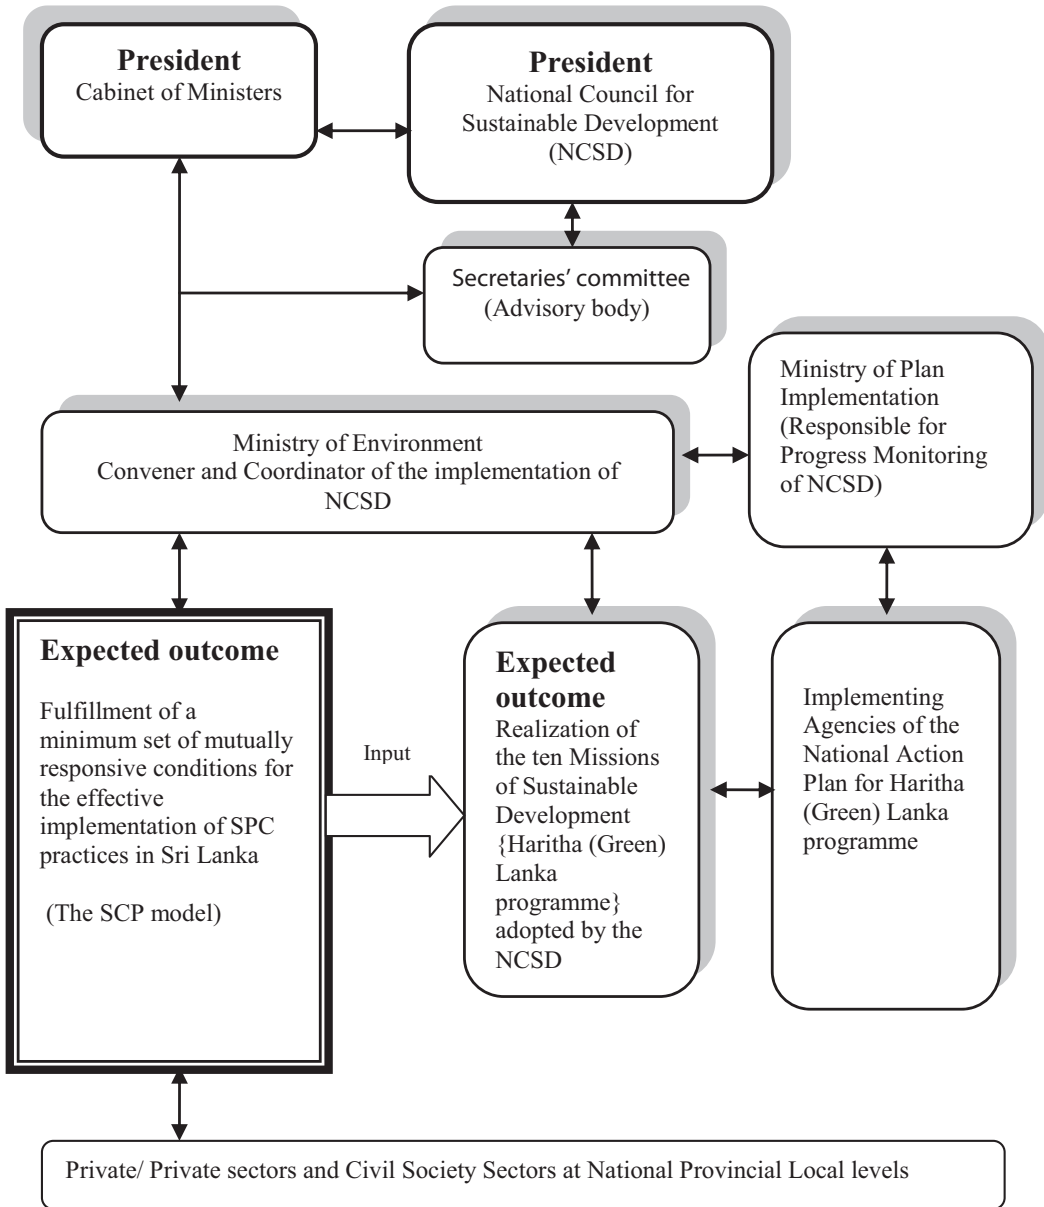 President
Cabinet of Ministers
President
National Council for
Sustainable Development
(NCSD)
Secretaries' committee
(Advisory body)
Ministry of Plan
Implementation
(Responsible for
Progress Monitoring
of NCSD)
Ministry of Environment
Convener and Coordinator of the implementation of
NCSD
Expected outcome
Fulfillment of a
minimum set of mutually
responsive conditions for
the effective
implementation of SPC
practices in Sri Lanka
(The SCP model)
Input
Expected
outcome
Realization of
the ten Missions
of Sustainable
Development
{Haritha (Green)
Lanka
programme}
adopted by the
NCSD
Implementing
Agencies of the
National Action
Plan for Haritha
(Green) Lanka
programme
Private/ Private sectors and Civil Society Sectors at National Provincial Local levels